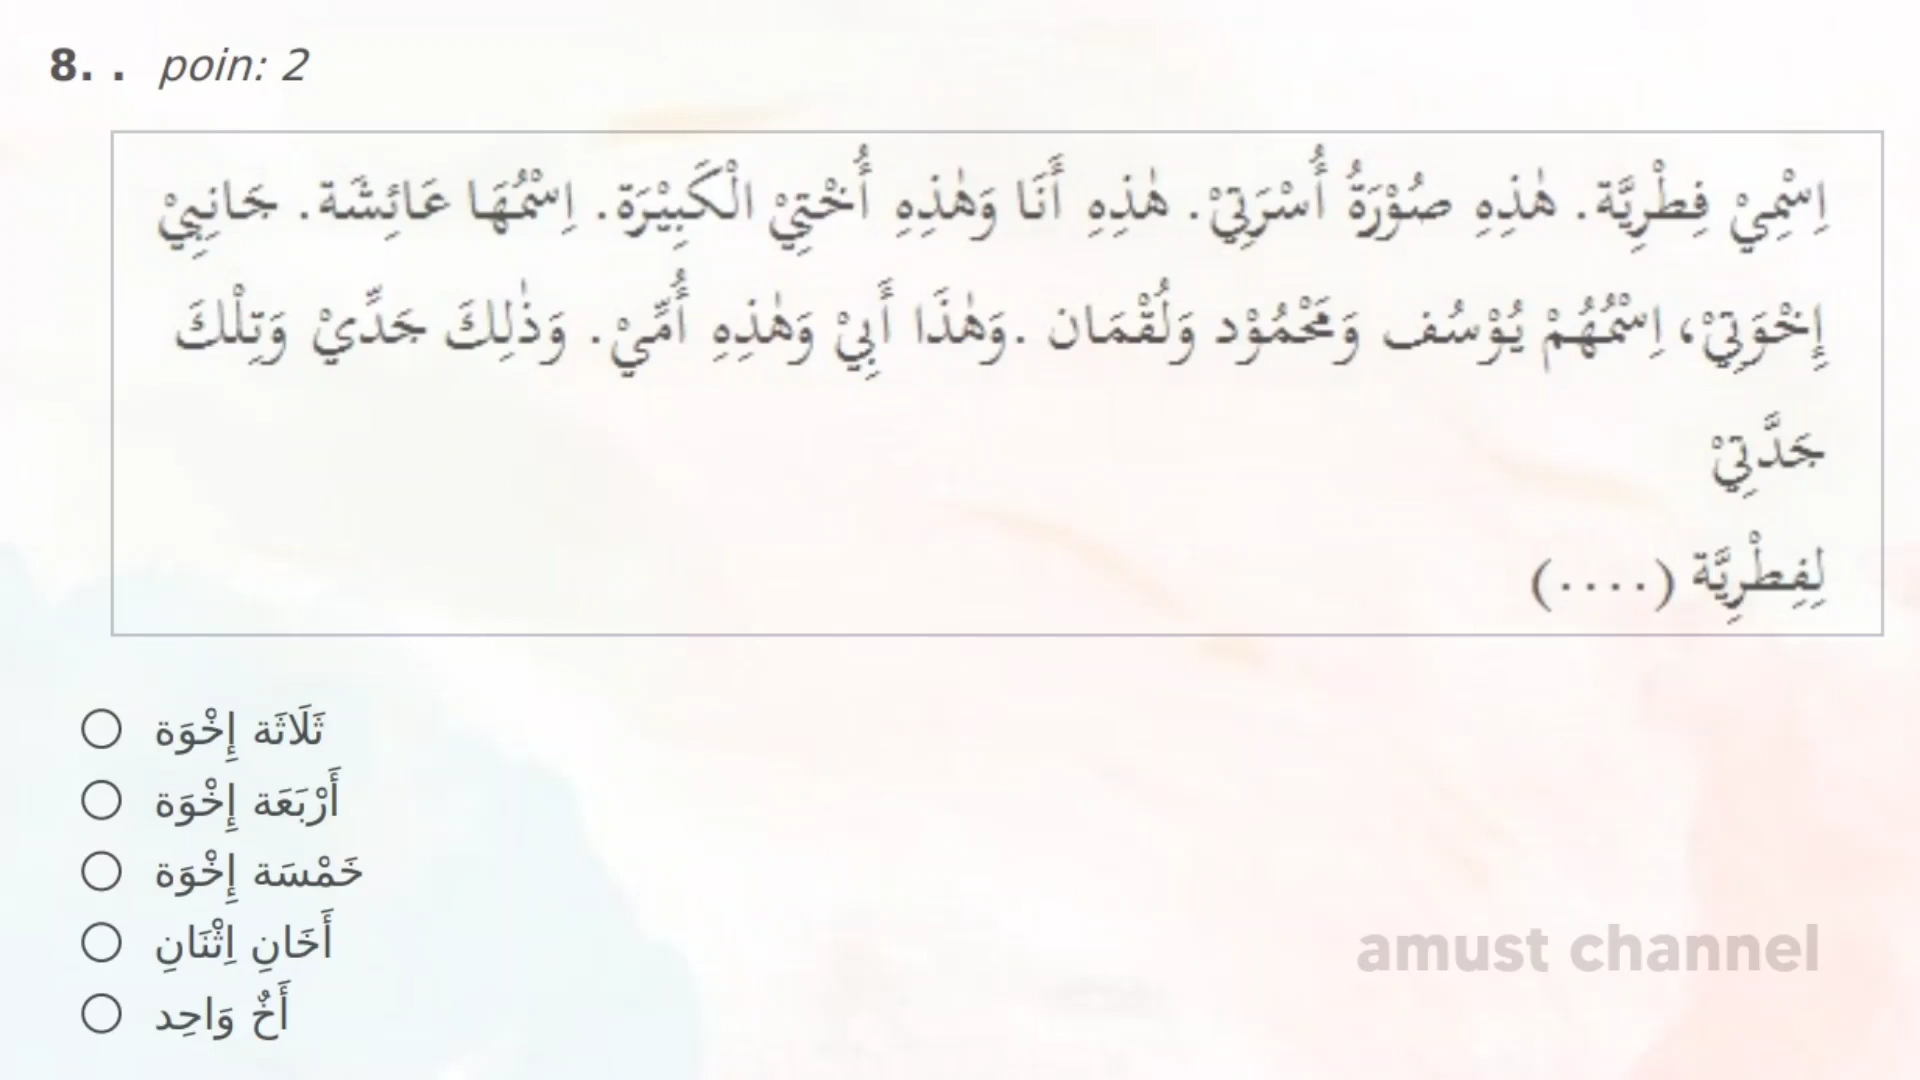 8. . poin: 2
اِسْمِيْ فِطْرِيَّة. هٰذِهِ صُوْرَةُ أُسْرَتِيْ. هٰذِهِ أَنَا وَهٰذِهِ أُخْتِيْ الْكَبِيْرَة. اِسْمُهَا عَائِشَة. جَانِبِيْ
إِخْوَتِيْ، اِسْمُهُمْ يُوْسُف وَمَحْمُوْد وَلُقْمَان .وَهٰذَا أَبِيْ وَهٰذِهِ أُمِّيْ. وَذٰلِكَ جَدِّيْ وَتِلْكَ
جَدَّتِيْ
لِفِطْرِيَّة (....)
ثَلَاثَة إِخْوَة
أَرْبَعَة إِخْوَة
خَمْسَة إِخْوَة
أَخَانِ اِثْنَانِ
أَخٌ وَاحِد
amust channel